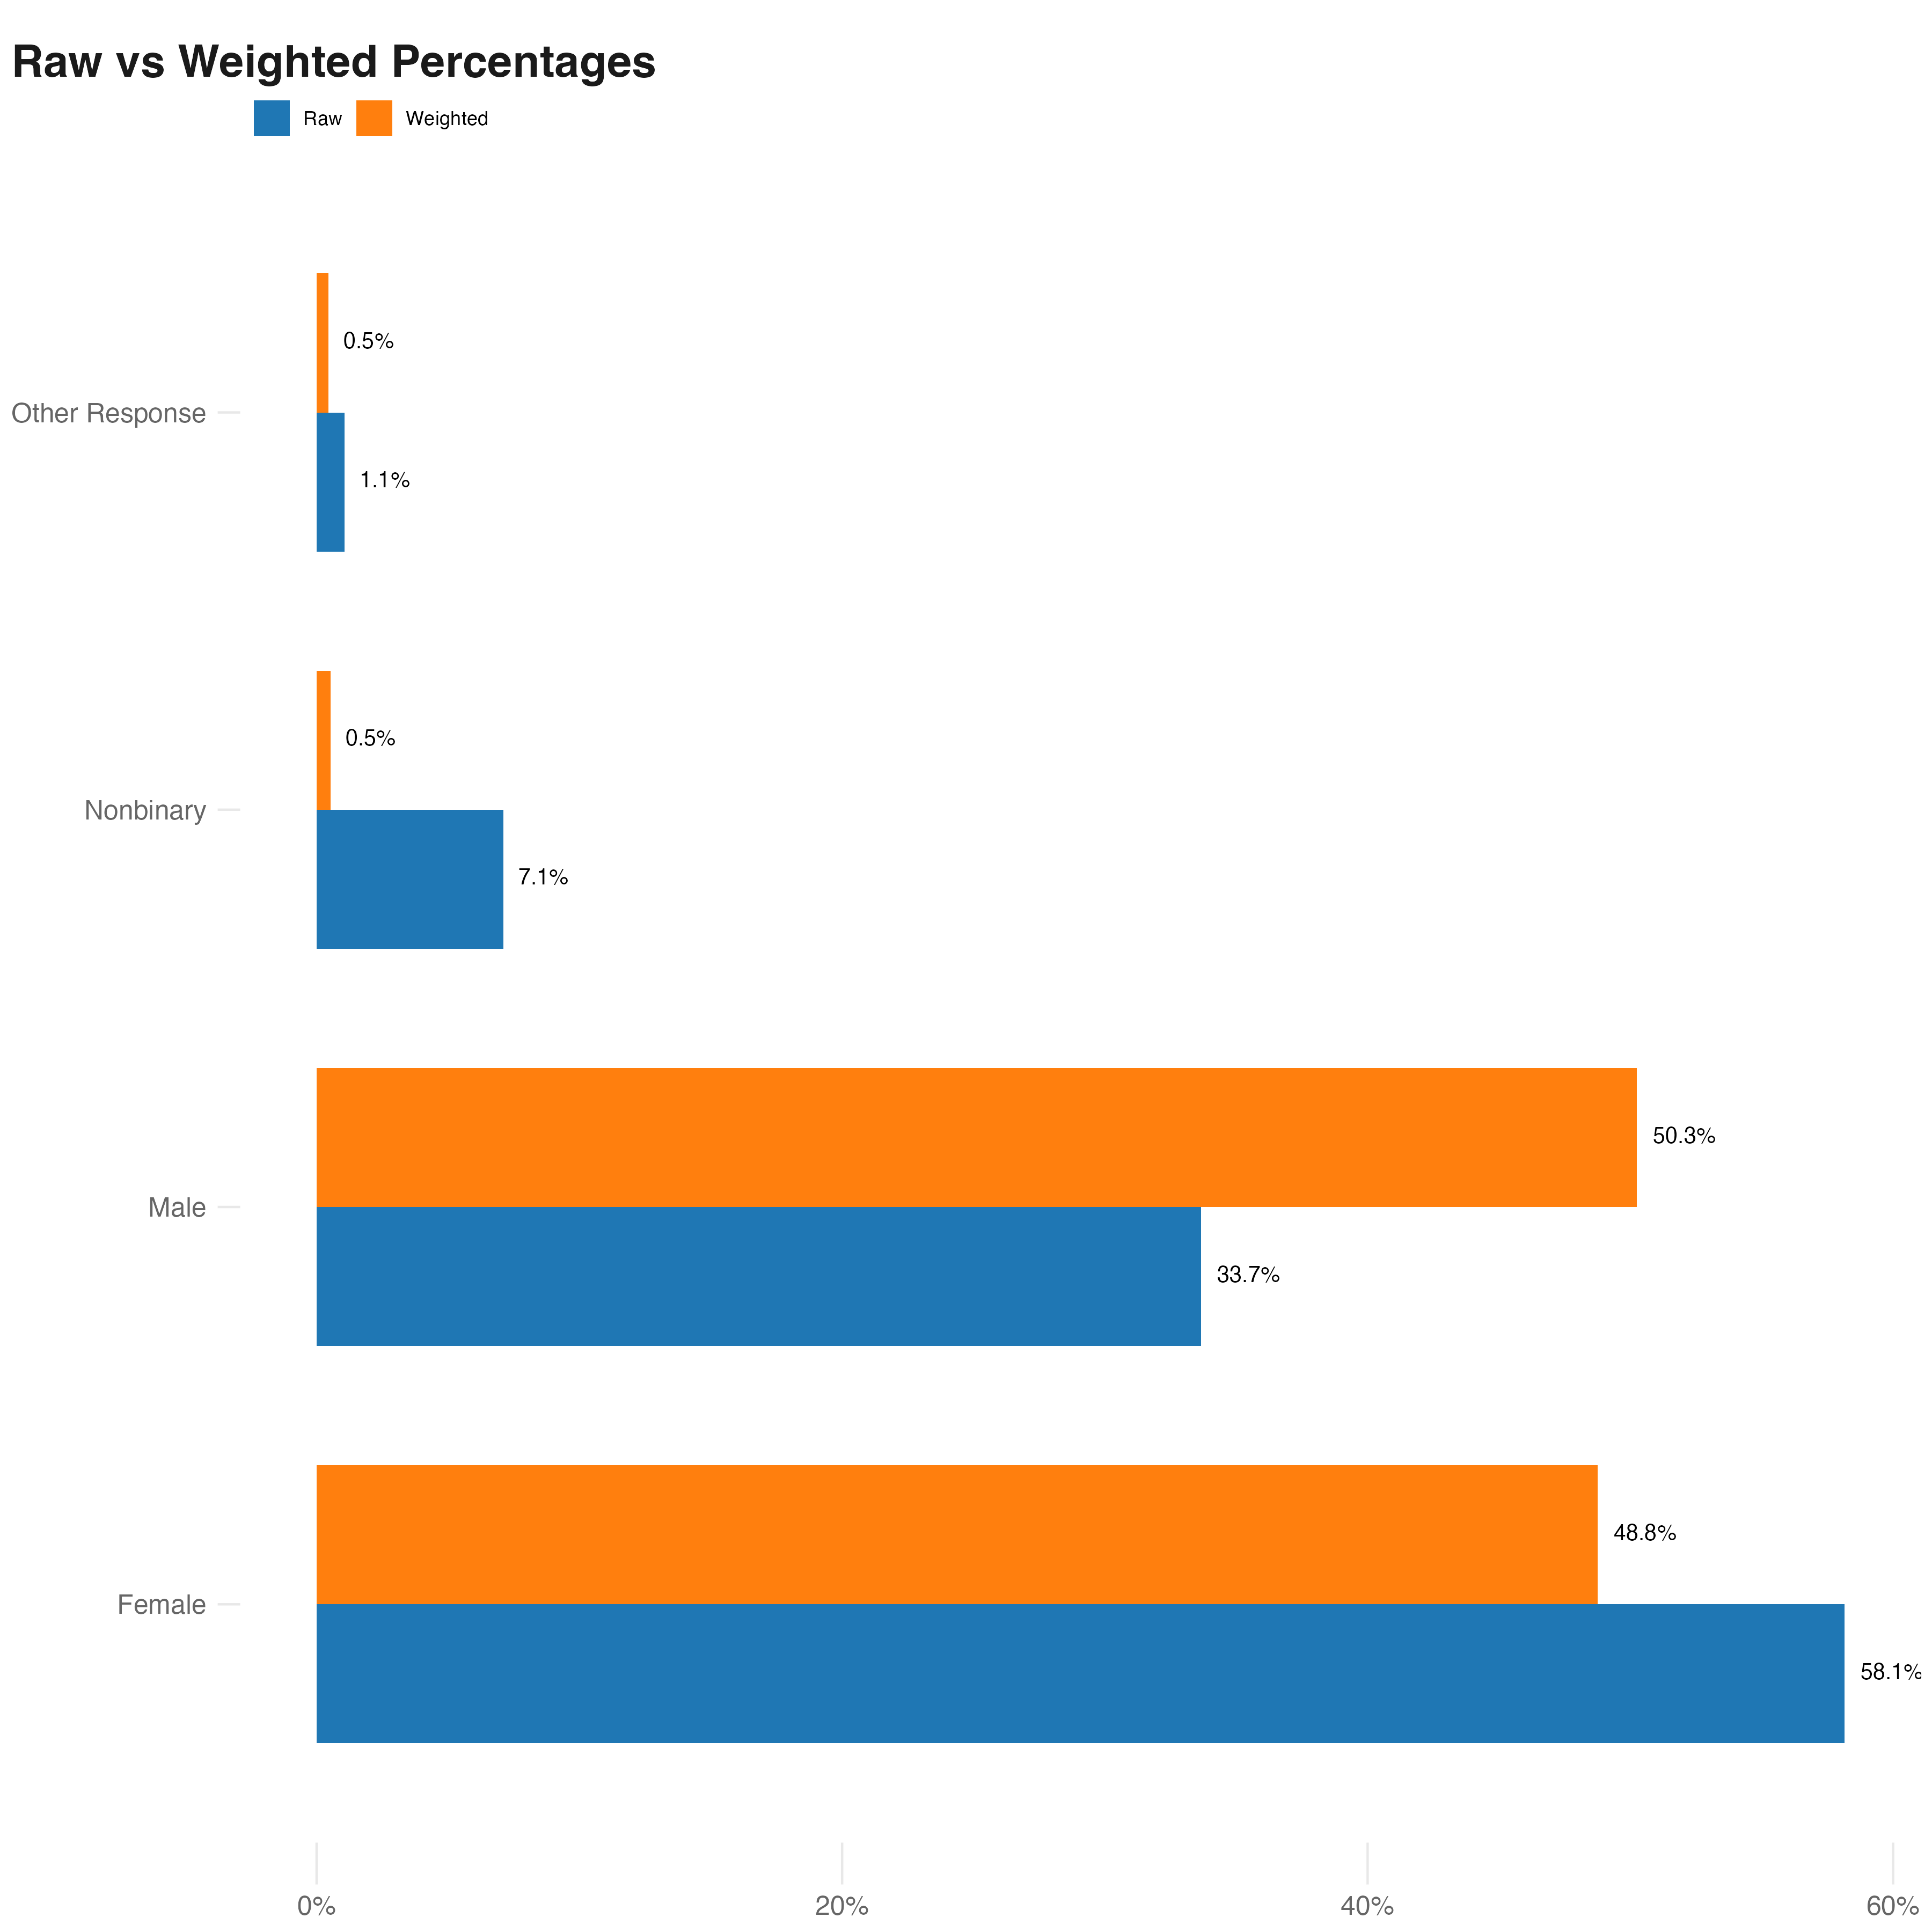 Raw vs Weighted Percentages
Raw Weighted
0.5%
Other Response
1.1%
0.5%
Nonbinary
7.1%
50.3%
Male
33.7%
48.8%
Female
58.1%
0% 20% 40% 60%